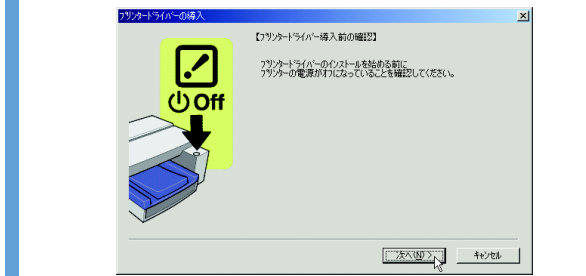 プリンタードライバーの導入
【プリンタードライバー導入前の確認】
プリンタードライバーのインストールを始める前に
プリンターの電源がオフになっていることを確認してください。
Off
次へ(N) >
キャンセル